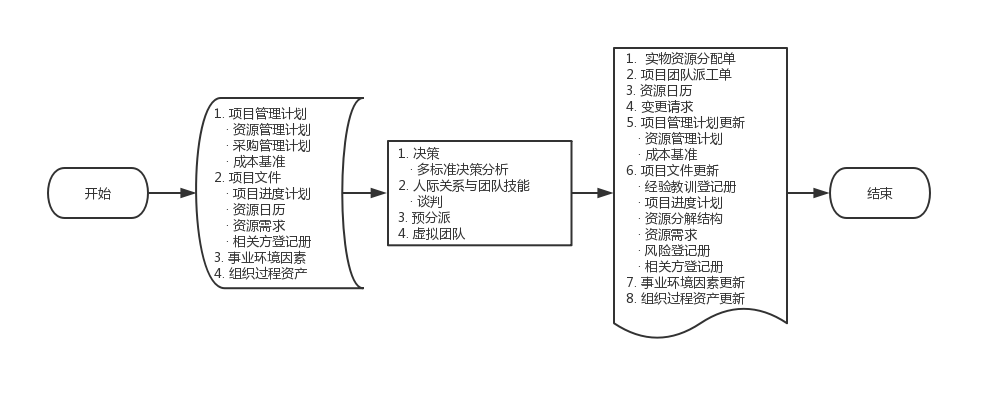 开始
1. 项目管理计划
· 资源管理计划
· 采购管理计划
· 成本基准
2. 项目文件
· 项目进度计划
· 资源日历
· 资源需求
· 相关方登记册
3. 事业环境因素
4. 组织过程资产
1. 决策
· 多标准决策分析
2. 人际关系与团队技能
· 谈判
3. 预分派
4. 虚拟团队
1. 实物资源分配单
2. 项目团队派工单
3. 资源日历
4. 变更请求
5. 项目管理计划更新
· 资源管理计划
· 成本基准
6. 项目文件更新
· 经验教训登记册
· 项目进度计划
· 资源分解结构
· 资源需求
· 风险登记册
· 相关方登记册
7. 事业环境因素更新
8. 组织过程资产更新
结束